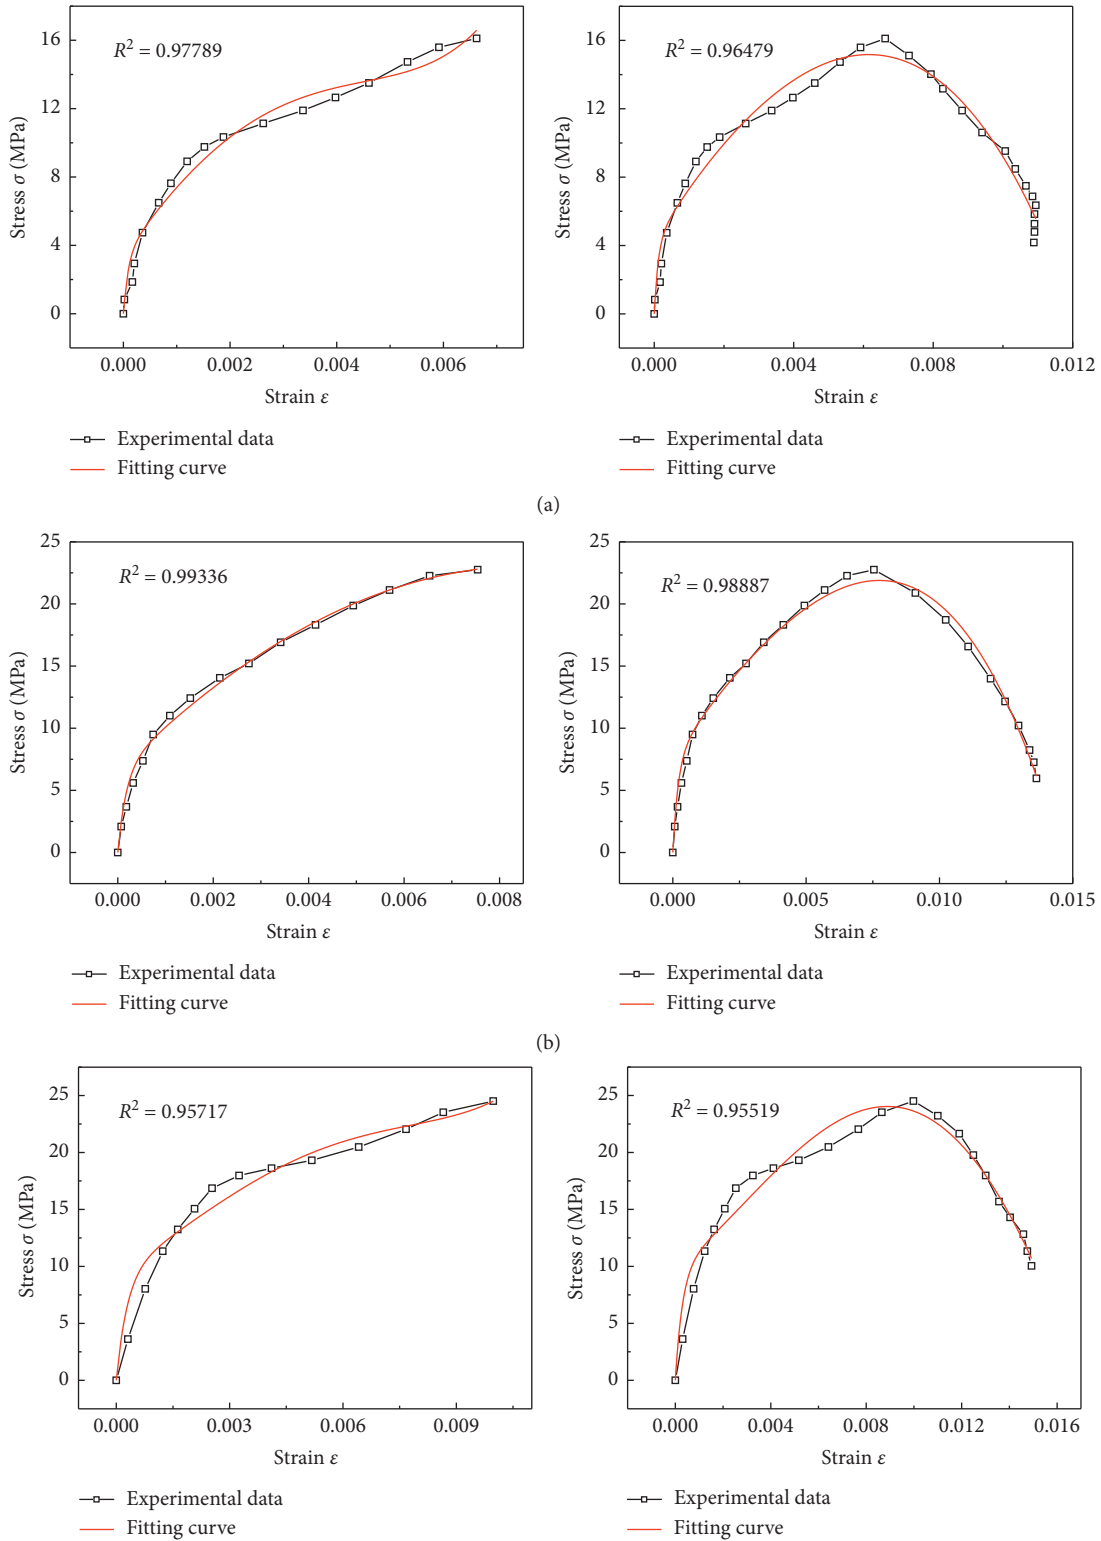 R² = 0.97789
16
12
8
4
0
Stress σ (MPa)
0.000 0.002 0.004 0.006
Strain ε
Experimental data
Fitting curve
R² = 0.96479
16
12
8
4
0
Stress σ (MPa)
0.000 0.004 0.008 0.012
Strain ε
Experimental data
Fitting curve
(a)
R² = 0.99336
25
20
15
10
5
0
Stress σ (MPa)
0.000 0.002 0.004 0.006 0.008
Strain ε
Experimental data
Fitting curve
R² = 0.98887
25
20
15
10
5
0
Stress σ (MPa)
0.000 0.005 0.010 0.015
Strain ε
Experimental data
Fitting curve
(b)
R² = 0.95717
25
20
15
10
5
0
Stress σ (MPa)
0.000 0.003 0.006 0.009
Strain ε
Experimental data
Fitting curve
R² = 0.95519
25
20
15
10
5
0
Stress σ (MPa)
0.000 0.004 0.008 0.012 0.016
Strain ε
Experimental data
Fitting curve